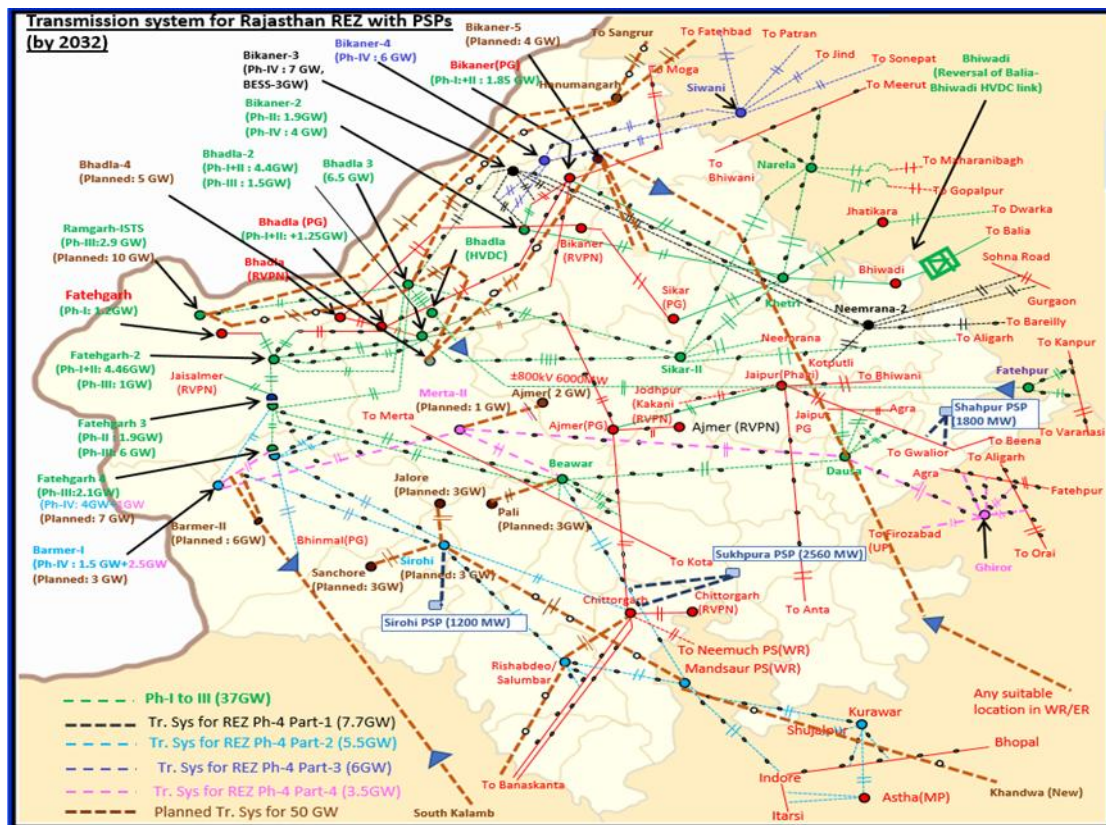 Transmission system for Rajasthan REZ with PSPs
(by 2032)
Bikaner-3
(Ph-IV : 7 GW,
BESS-3GW)
Bikaner-4
(Ph-IV : 6 GW)
Bikaner-5
(Planned: 4 GW)
Bikaner(PG)
(Ph-I:+II: 1.85 GW)
To Sangrur
Hanumangarh
To Moga
To Fatehbad
To Patran
To Jind
To Sonepat
To Meerut
Siwani
Bhiwadi
(Reversal of Balia-
Bhiwadi HVDC link)
Bikaner-2
(Ph-II: 1.9GW)
(Ph-IV : 4 GW)
Bhadla-4
(Planned: 5 GW)
Bhadla-2
(Ph-I+II : 4.4GW)
(Ph-III : 1.5GW)
Bhadla 3
(6.5 GW)
To
Bhiwani
Narela
To Maharanibagh
To Gopalpur
Jhatikara
To Dwarka
To Balia
Ramgarh-ISTS
(Ph-III:2.9 GW)
(Planned: 10 GW)
Bhadla (PG)
(Ph-I+II: +1.25GW)
Bhadla
(RVPN)
Bhadla
(HVDC)
Bikaner
(RVPN)
Bhiwadi
Sohna Road
Fatehgarh
(Ph-I: 1.2GW)
Sikar
(PG)
Khetri
Neemrana-2
Gurgaon
To Bareilly
Fatehgarh-2
(Ph-I+II: 4.46GW)
(Ph-III: 1GW)
Neemrana
Kotputli
To Aligarh
To Kanpur
Sikar-II
Jaisalmer
(RVPN)
±800kV 6000MW
Merta-II
(Planned: 1 GW)
Ajmer( 2 GW)
Jodhpur
(Kakani
(RVPN)
Jaipur(Phagi)
To Bhiwani
Fatehpur
Fatehgarh 3
(Ph-II : 1.9GW)
(Ph-III: 6 GW)
To Merta
Ajmer(PG)
Ajmer (RVPN)
Jaipur
PG
Agra
Shahpur PSP
(1800 MW)
To Varanasi
To Beena
To Gwalior
To Aligarh
Fatehgarh 4
(Ph-III:2.1GW)
(Ph-IV: 4GW+1GW
(Planned: 7 GW)
Beawar
Dausa
Agra
Fatehpur
Jalore
(Planned: 3GW)
Pali
(Planned: 3GW)
Barmer-II
(Planned : 6GW)
To Firozabad
(UP)
To Orai
Ghiror
Barmer-I
(Ph-IV : 1.5 GW+2.5GW
(Planned: 3 GW)
Bhinmal(PG)
Sanchore
(Planned: 3GW)
Sirohi
(Planned: 3 GW)
To Kota
Sukhpura PSP (2560 MW)
Chittorgarh
Chittorgarh
(RVPN)
To Anta
Sirohi PSP (1200 MW)
To Neemuch PS(WR)
Mandsaur PS(WR)
Rishabdeo/
Salumbar
Any suitable
location in WR/ER
Ph-I to III (37GW)
Tr. Sys for REZ Ph-4 Part-1 (7.7GW)
Tr. Sys for REZ Ph-4 Part-2 (5.5GW)
Tr. Sys for REZ Ph-4 Part-3 (6GW)
Tr. Sys for REZ Ph-4 Part-4 (3.5GW)
Planned Tr. Sys for 50 GW
Kurawar
Shujalpur
Bhopal
Indore
To Banaskanta
Khandwa (New)
Astha(MP)
Itarsi
South Kalamb